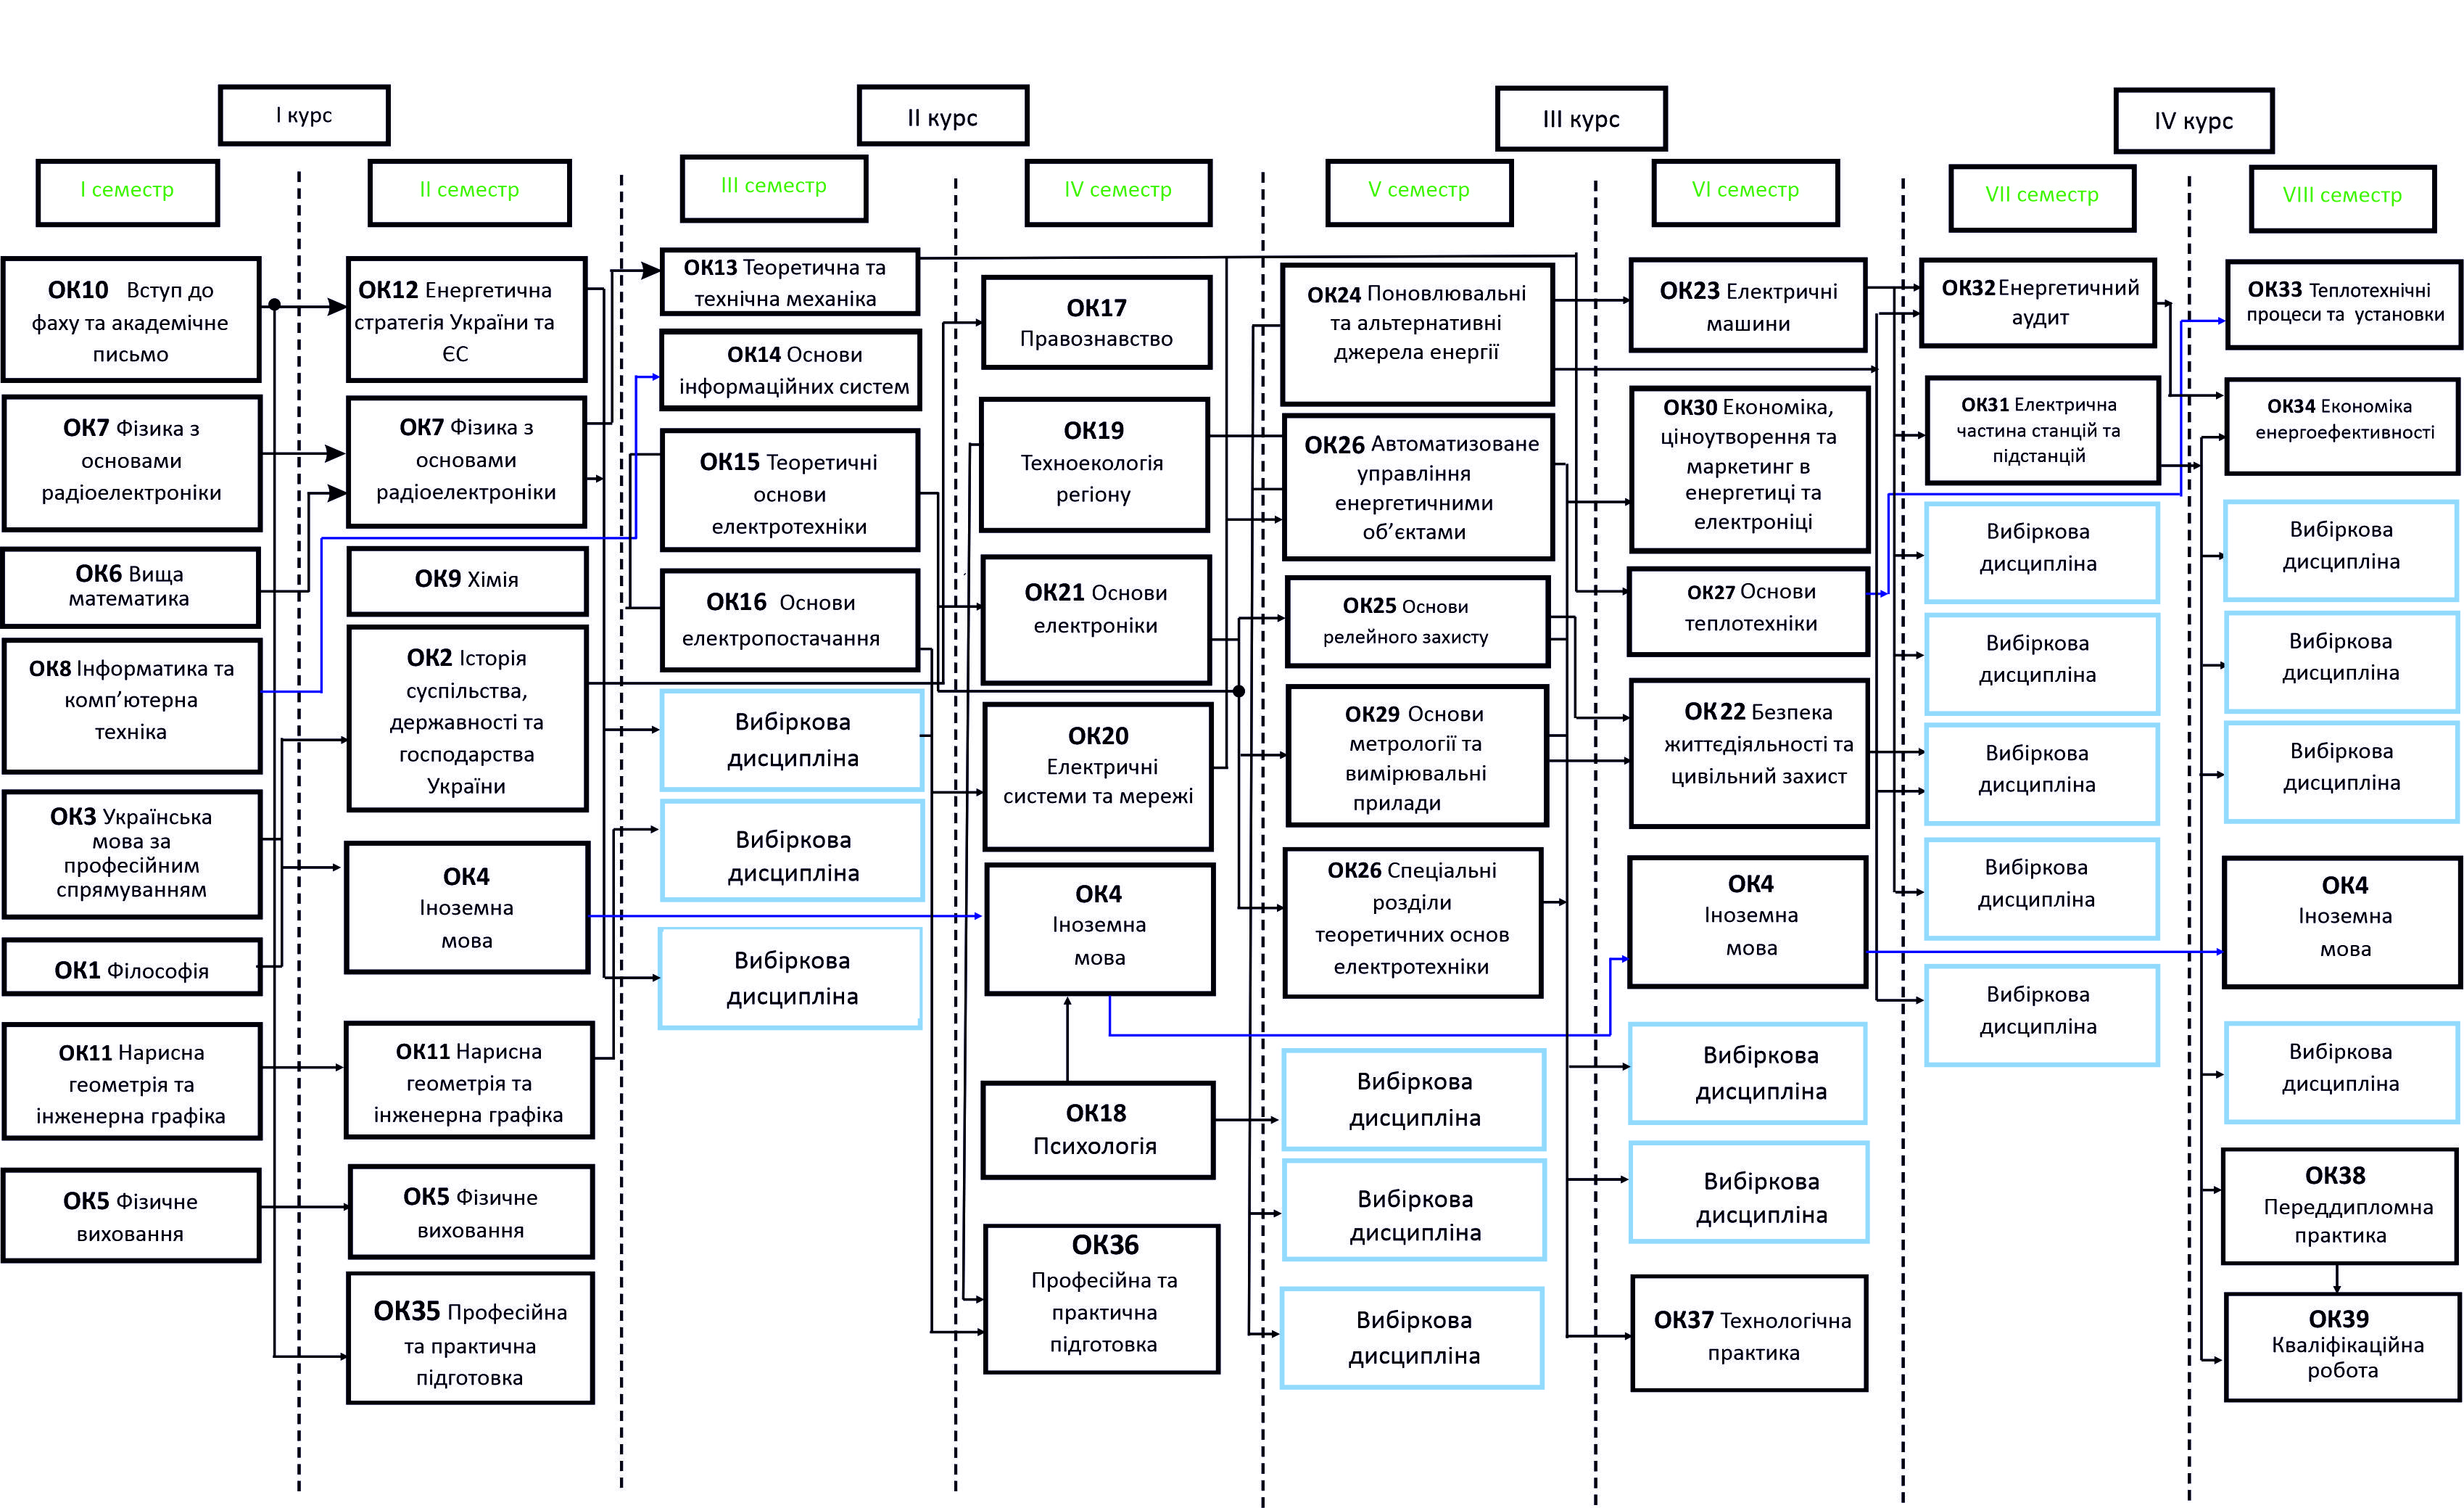 І курс
ІІ курс
ІІІ курс
ІV курс
І семестр
ІІ семестр
ІІІ семестр
ІV семестр
V семестр
VІ семестр
VІІ семестр
VІІІ семестр
ОК10 Вступ до
фаху та академічне
письмо
ОК7 Фізика з
основами
радіоелектроніки
ОК6 Вища
математика
ОК8 Інформатика та
комп’ютерна
техніка
ОК3 Українська
мова за
професійним
спрямуванням
ОК1 Філософія
ОК11 Нарисна
геометрія та
інженерна графіка
ОК5 Фізичне
виховання
ОК12 Енергетична
стратегія України та
ЄС
ОК7 Фізика з
основами
радіоелектроніки
ОК9 Хімія
ОК2 Історія
суспільства,
державності та
господарства
України
ОК4
Іноземна
мова
ОК11 Нарисна
геометрія та
інженерна графіка
ОК5 Фізичне
виховання
ОК35 Професійна
та практична
підготовка
ОК13 Теоретична та
технічна механіка
ОК14 Основи
інформаційних систем
ОК15 Теоретичні
основи
електротехніки
ОК16 Основи
електропостачання
Вибіркова
дисципліна
Вибіркова
дисципліна
Вибіркова
дисципліна
ОК17
Правознавство
ОК19
Техноекологія
регіону
ОК21 Основи
електроніки
ОК20
Електричні
системи та мережі
ОК4
Іноземна
мова
ОК18
Психологія
ОК36
Професійна та
практична
підготовка
ОК24 Поновлювальні
та альтернативні
джерела енергії
ОК26 Автоматизоване
управління
енергетичними
об’єктами
ОК25 Основи
релейного захисту
ОК29 Основи
метрології та
вимірювальні
прилади
ОК26 Спеціальні
розділи
теоретичних основ
електротехніки
Вибіркова
дисципліна
Вибіркова
дисципліна
Вибіркова
дисципліна
ОК23 Електричні
машини
ОК30 Економіка,
ціноутворення та
маркетинг в
енергетиці та
електроніці
ОК27 Основи
теплотехніки
ОК22 Безпека
життєдіяльності та
цивільний захист
ОК4
Іноземна
мова
Вибіркова
дисципліна
Вибіркова
дисципліна
ОК37 Технологічна
практика
ОК32 Енергетичний
аудит
ОК31 Електрична
частина станцій та
підстанцій
Вибіркова
дисципліна
Вибіркова
дисципліна
Вибіркова
дисципліна
Вибіркова
дисципліна
Вибіркова
дисципліна
ОК33 Теплотехнічні
процеси та установки
ОК34 Економіка
енергоефективності
Вибіркова
дисципліна
Вибіркова
дисципліна
Вибіркова
дисципліна
ОК4
Іноземна
мова
Вибіркова
дисципліна
ОК38
Переддипломна
практика
ОК39
Кваліфікаційна
робота